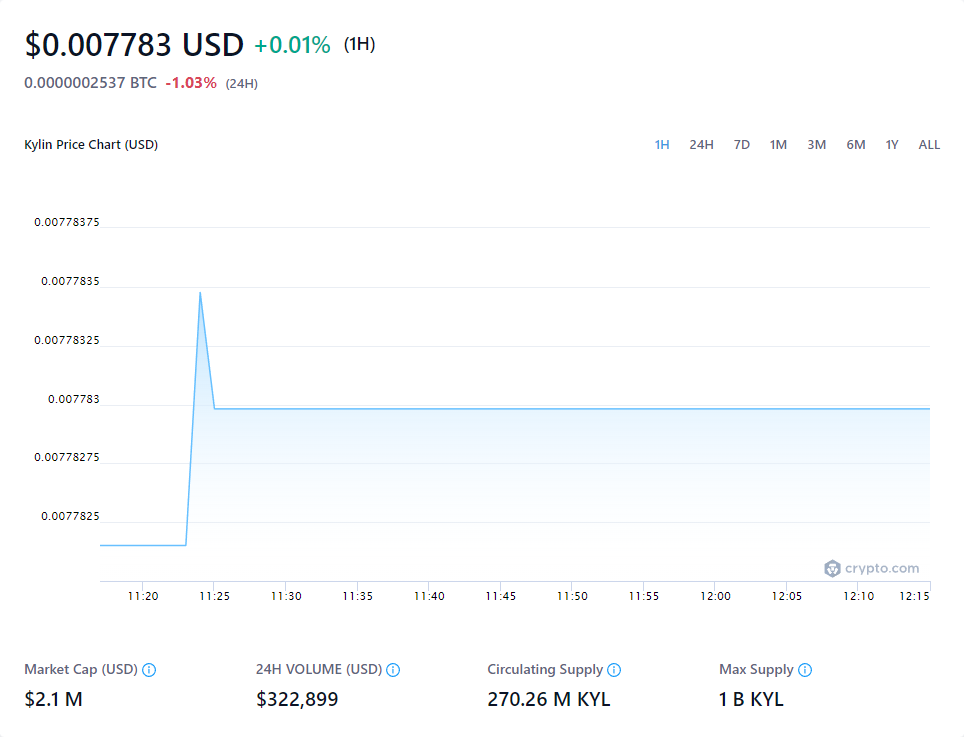 $0.007783 USD +0.01% (1H)
0.0000002537 BTC -1.03% (24H)
Kylin Price Chart (USD) 1H 24H 7D 1M 3M 6M 1Y ALL
0.00778375
0.0077835
0.00778325
0.007783
0.00778275
0.0077825
crypto.com
11:20 11:25 11:30 11:35 11:40 11:45 11:50 11:55 12:00 12:05 12:10 12:15
Market Cap (USD) 24H VOLUME (USD) Circulating Supply Max Supply
$2.1 M $322,899 270.26 M KYL 1 B KYL